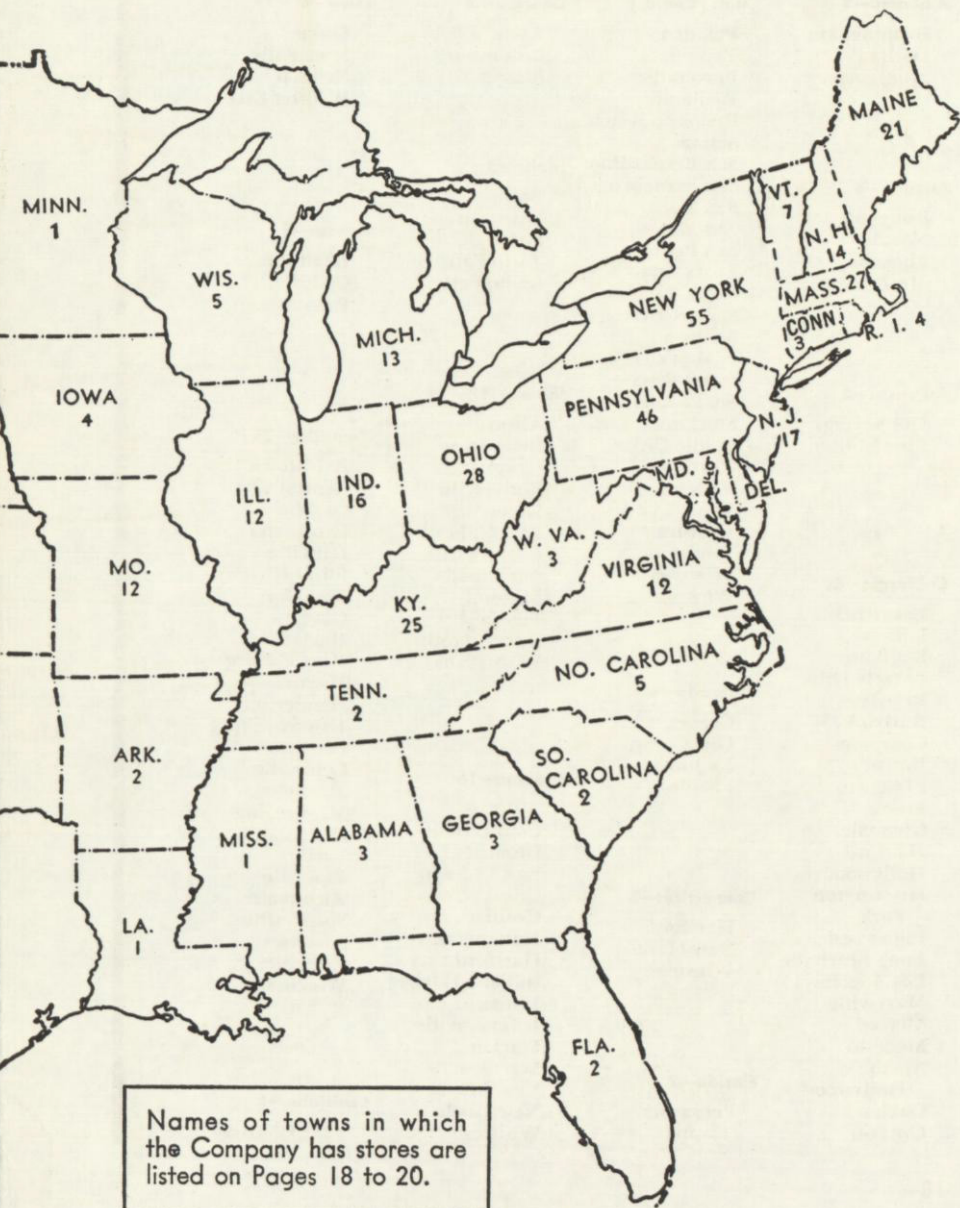 MAINE
21
VT.
7
N. H.
14
MINN.
1
WIS.
5
MASS. 27
NEW YORK
55
CONN.
3
R. I. 4
MICH.
13
IOWA
4
PENNSYLVANIA
46
N. J.
17
OHIO
28
MD. 6
DEL.
IND.
16
ILL.
12
W. VA.
3
VIRGINIA
12
MO.
12
KY.
25
NO. CAROLINA
5
TENN.
2
ARK.
2
SO.
CAROLINA
2
MISS.
1
ALABAMA
3
GEORGIA
3
LA.
1
FLA.
2
Names of towns in which
the Company has stores are
listed on Pages 18 to 20.